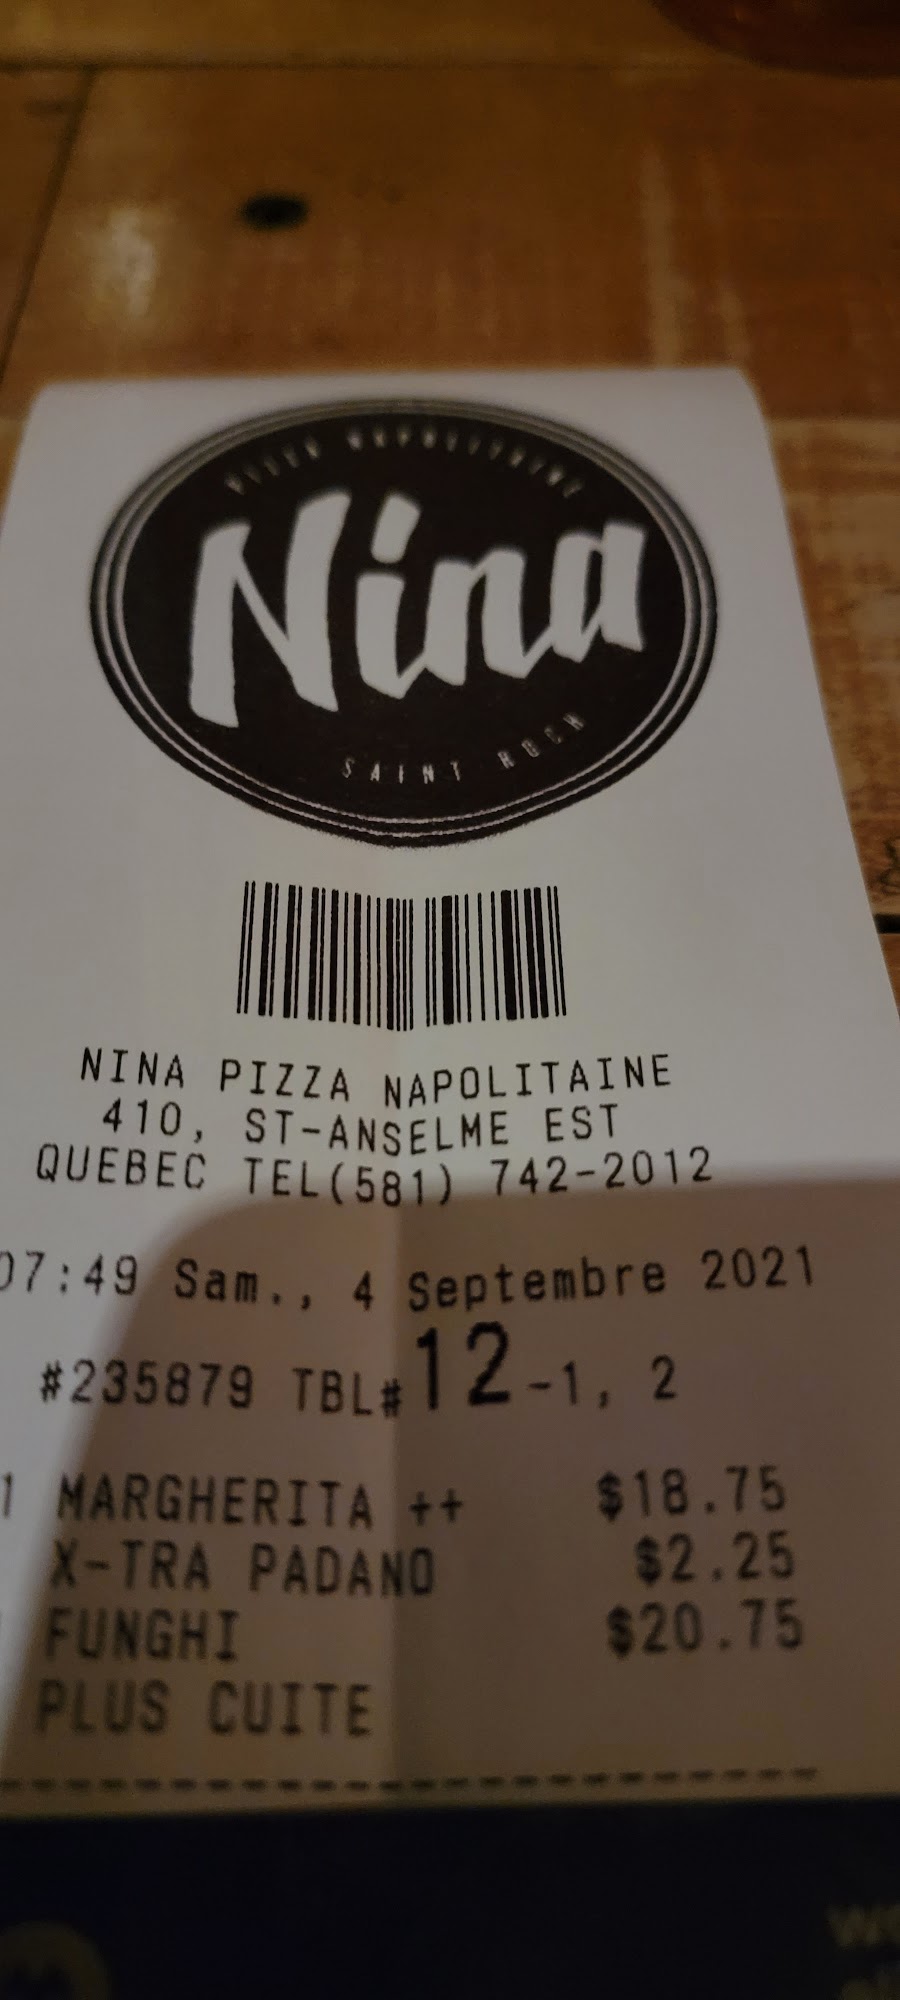 PIZZA NAPOLITAINE
Nina
SAINT ROCH
NINA PIZZA NAPOLITAINE
410, ST-ANSELME EST
QUEBEC TEL(581) 742-2012
07:49 Sam., 4 Septembre 2021
#235879 TBL#12-1, 2
1 MARGHERITA ++ $18.75
X-TRA PADANO $2.25
FUNGHI $20.75
PLUS CUITE